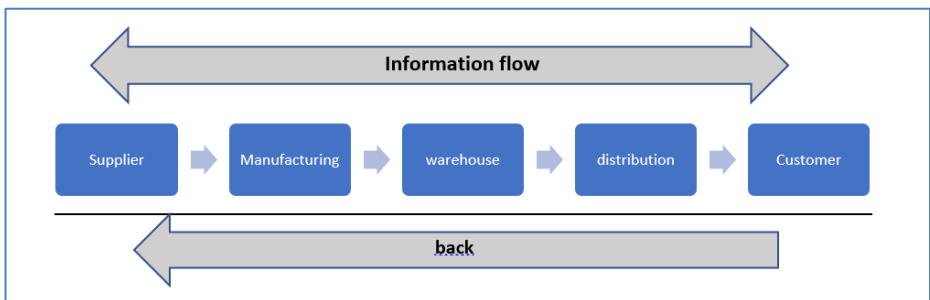 Information flow
Supplier
Manufacturing
warehouse
distribution
Customer
back